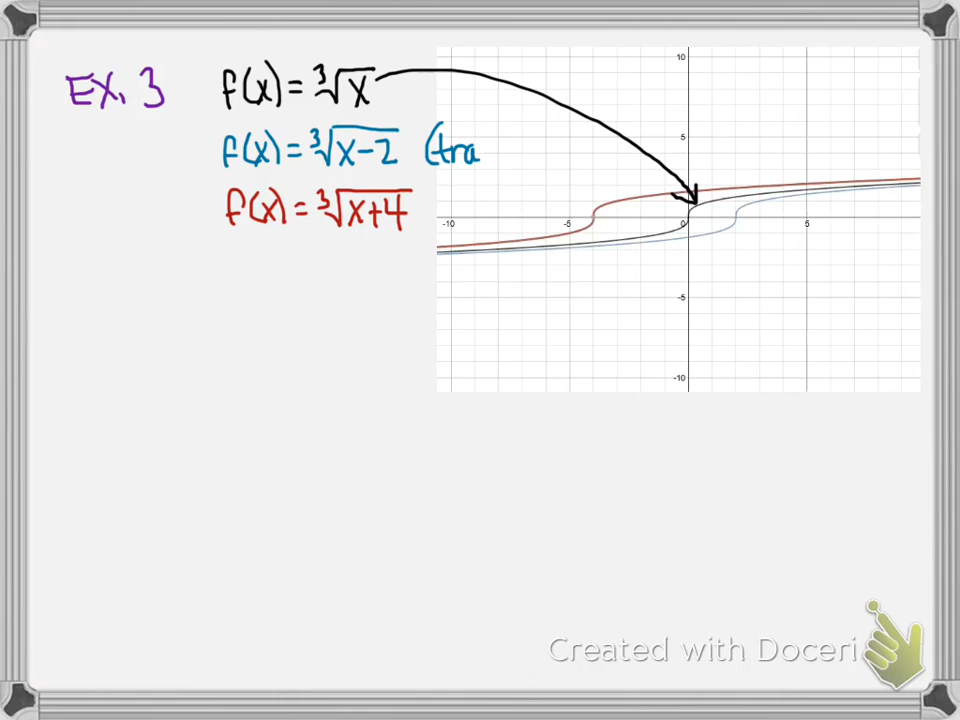 EX. 3
f(x) = ∛x
f(x) = ∛x-2 (tra
f(x) = ∛x+4
10
5
-10 -5 0 5
-5
-10
Created with Doceri